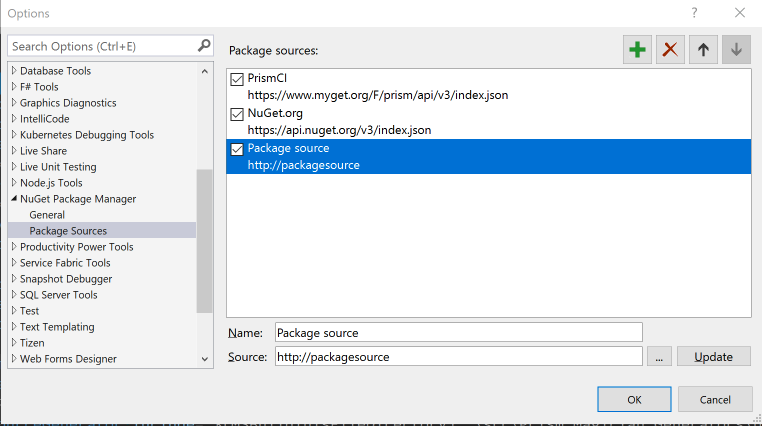 Options
Search Options (Ctrl+E)
Database Tools
F# Tools
Graphics Diagnostics
IntelliCode
Kubernetes Debugging Tools
Live Share
Live Unit Testing
Node.js Tools
NuGet Package Manager
General
Package Sources
Productivity Power Tools
Service Fabric Tools
Snapshot Debugger
SQL Server Tools
Test
Text Templating
Tizen
Web Forms Designer
Package sources:
PrismCI
https://www.myget.org/F/prism/api/v3/index.json
NuGet.org
https://api.nuget.org/v3/index.json
Package source
http://packagesource
Name: Package source
Source: http://packagesource ... Update
OK Cancel